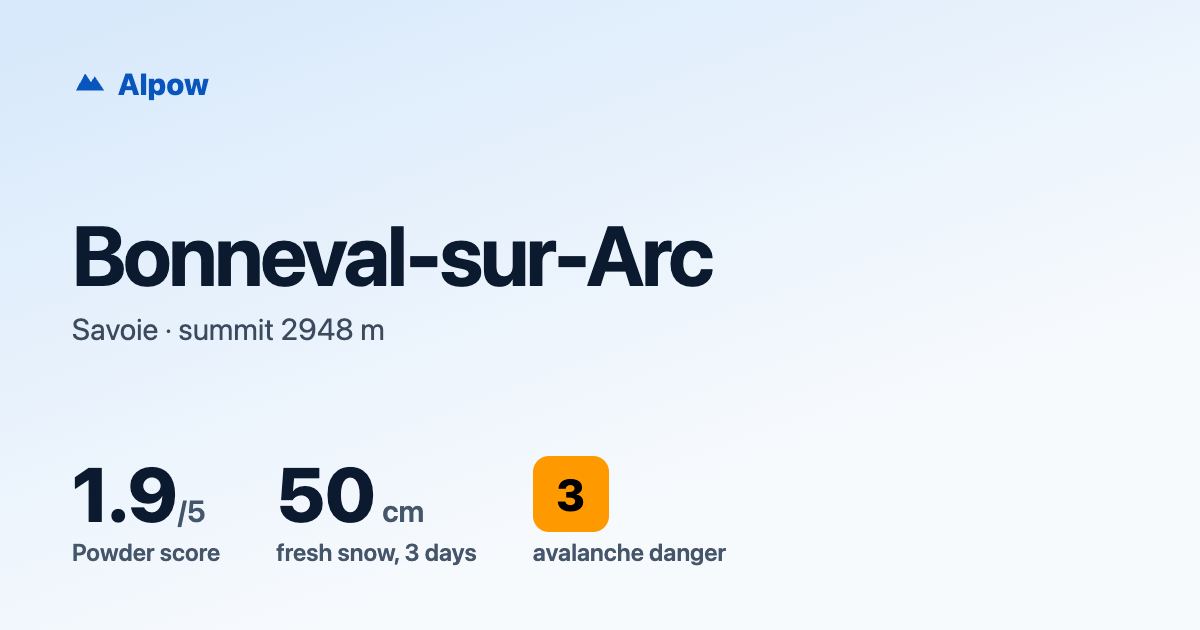 Alpow
Bonneval-sur-Arc
Savoie · summit 2948 m
1.9/5
Powder score
50 cm
fresh snow, 3 days
3
avalanche danger